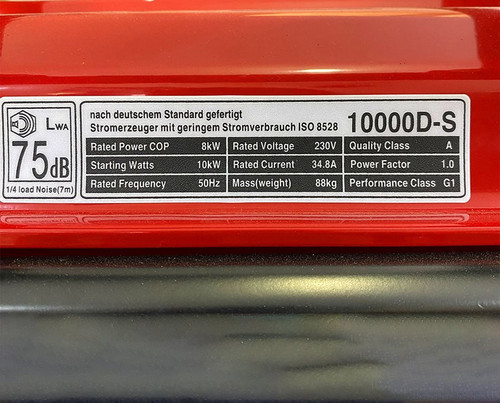 LWA
75dB
1/4 load Noise(7m)
nach deutschem Standard gefertigt
Stromerzeuger mit geringem Stromverbrauch ISO 8528
10000D-S
Rated Power COP 8kW Rated Voltage 230V Quality Class A
Starting Watts 10kW Rated Current 34.8A Power Factor 1.0
Rated Frequency 50Hz Mass(weight) 88kg Performance Class G1